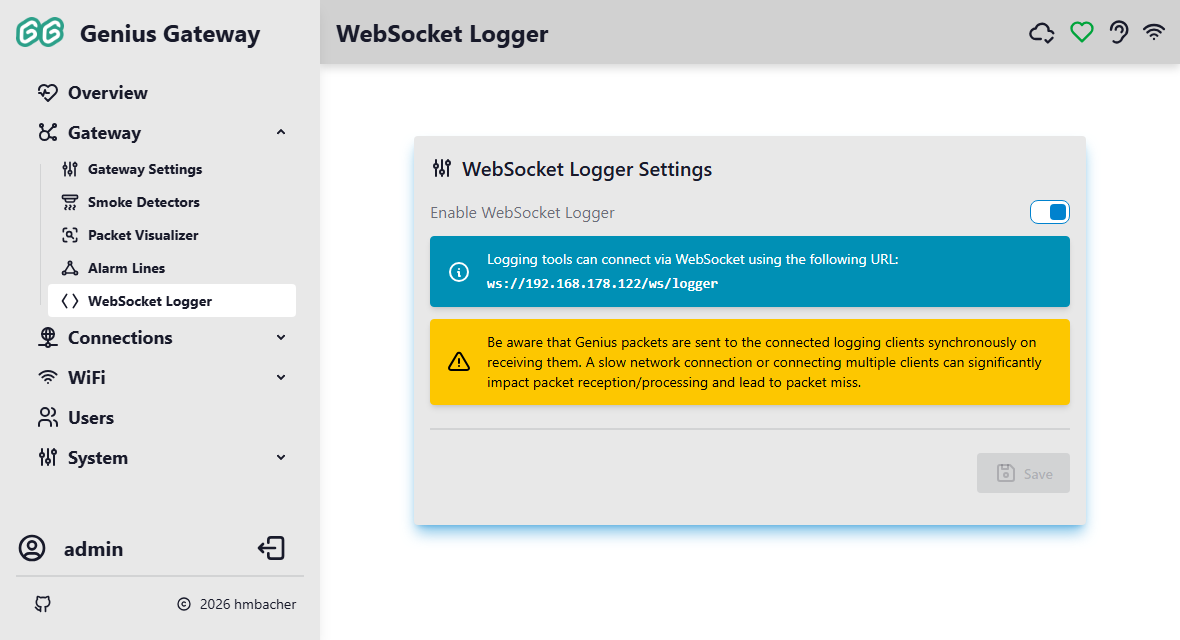 Genius Gateway
WebSocket Logger
Overview
Gateway
Gateway Settings
Smoke Detectors
Packet Visualizer
Alarm Lines
WebSocket Logger
Connections
WiFi
Users
System
admin
© 2026 hmbacher
WebSocket Logger Settings
Enable WebSocket Logger
Logging tools can connect via WebSocket using the following URL:
ws://192.168.178.122/ws/logger
Be aware that Genius packets are sent to the connected logging clients synchronously on
receiving them. A slow network connection or connecting multiple clients can significantly
impact packet reception/processing and lead to packet miss.
Save